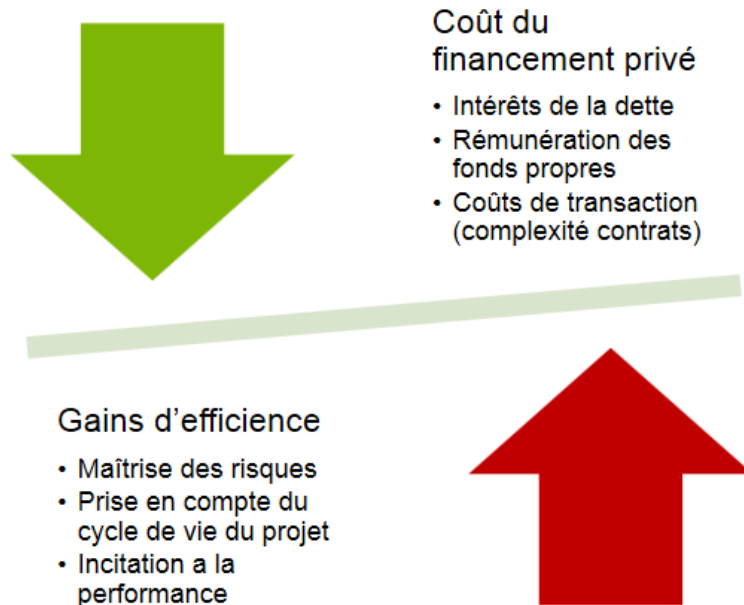 Coût du
financement privé
• Intérêts de la dette
• Rémunération des
fonds propres
• Coûts de transaction
(complexité contrats)
Gains d'efficience
• Maîtrise des risques
• Prise en compte du
cycle de vie du projet
• Incitation a la
performance